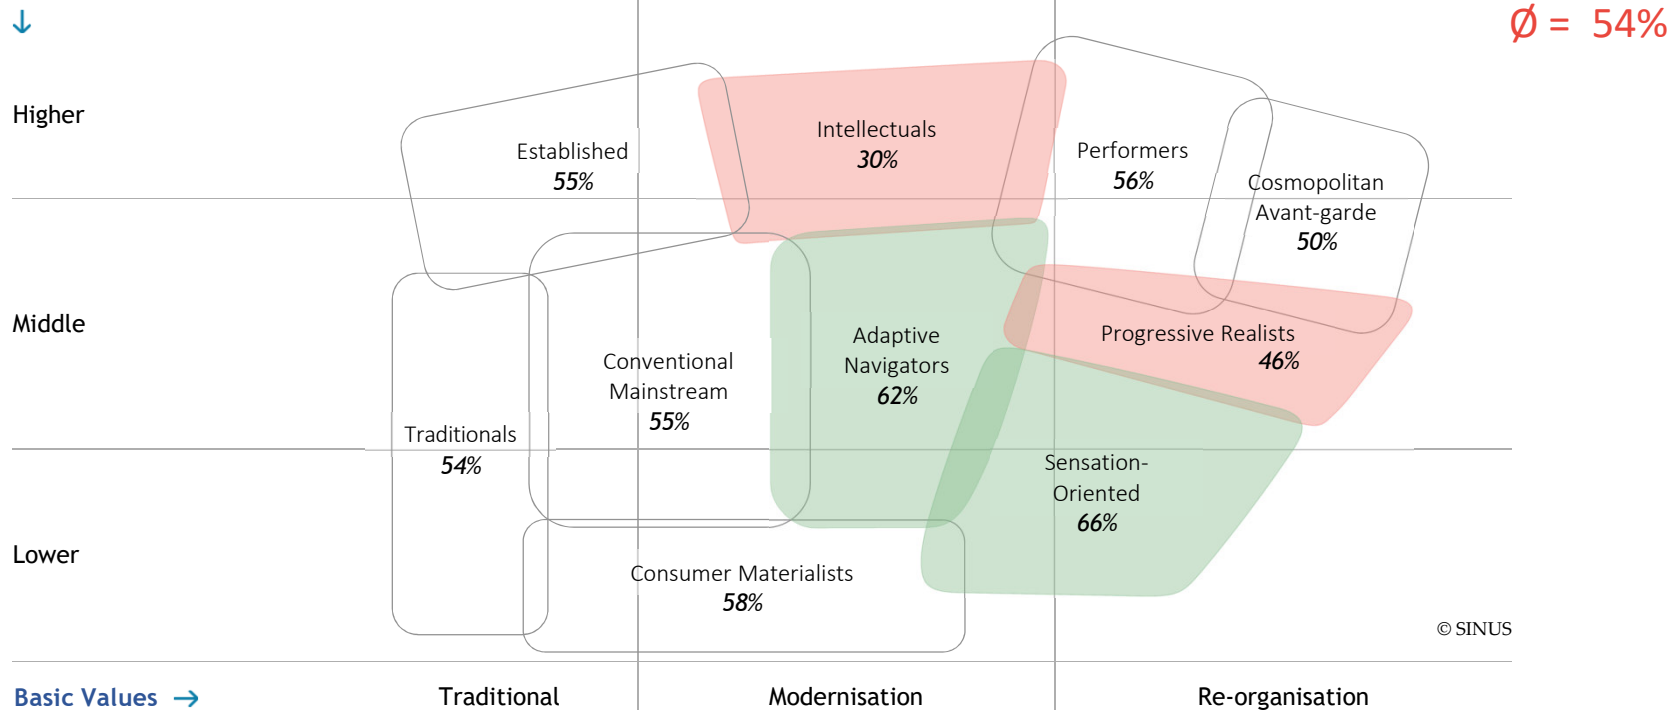 ↓
Ø = 54%
Higher
Established
55%
Intellectuals
30%
Performers
56%
Cosmopolitan
Avant-garde
50%
Middle
Adaptive
Navigators
62%
Progressive Realists
46%
Conventional
Mainstream
55%
Traditionals
54%
Sensation-
Oriented
66%
Lower
Consumer Materialists
58%
© SINUS
Basic Values →
Traditional
Modernisation
Re-organisation